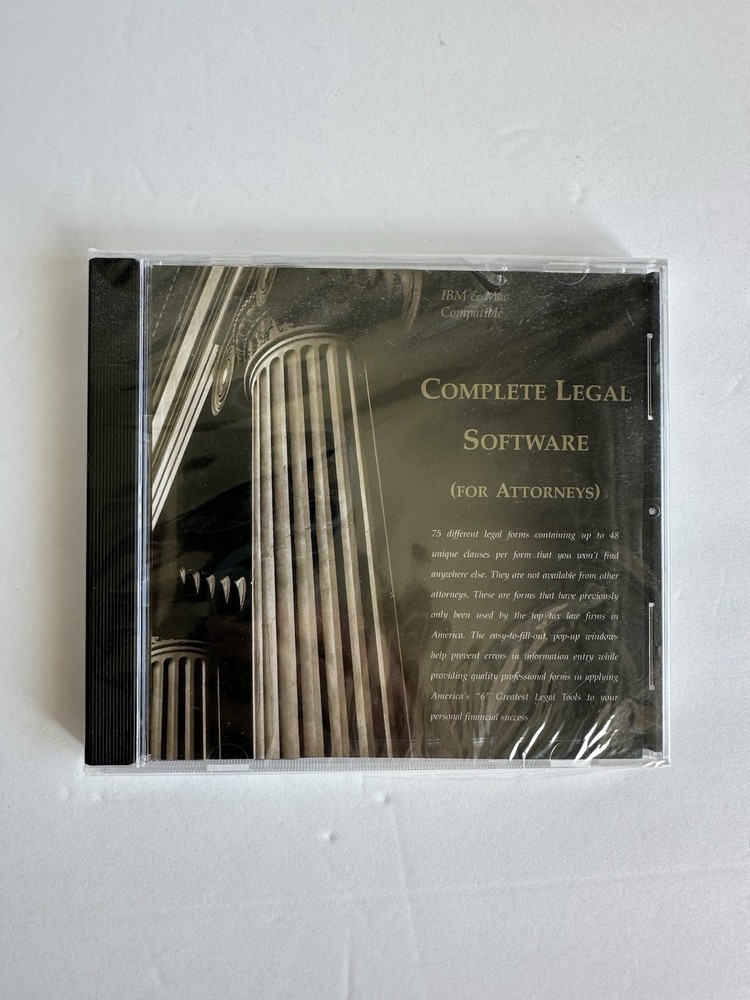 IBM & Mac
Compatible
COMPLETE LEGAL
SOFTWARE
(FOR ATTORNEYS)
75 different legal forms containing up to 48
unique clauses per form that you won't find
anywhere else. They are not available from other
attorneys. These are forms that have previously
only been used by the top tax law firms in
America. The easy-to-fill-out, pop-up windows
help prevent errors in information entry while
providing quality professional forms in applying
America's "6" Greatest Legal Tools to your
personal financial success